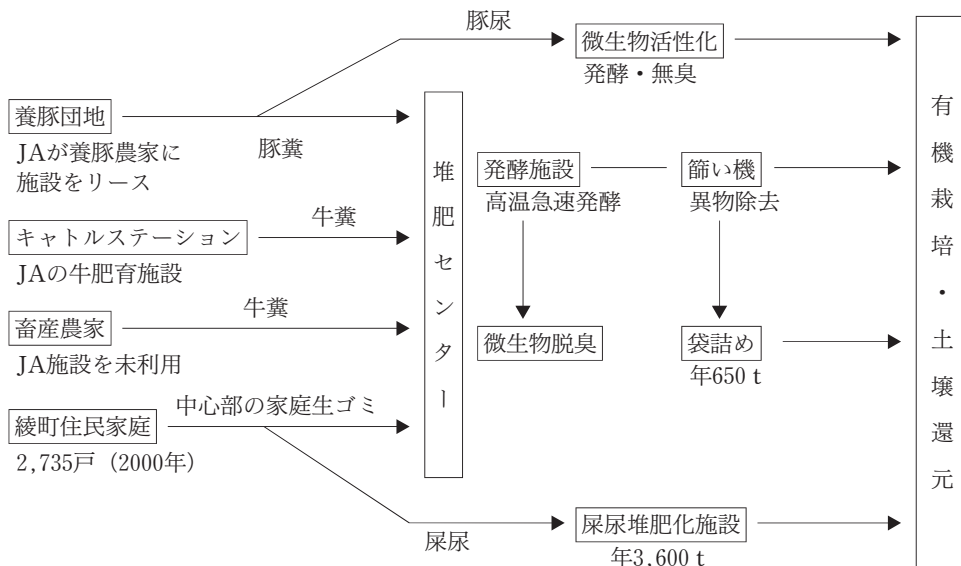 豚尿
微生物活性化
発酵・無臭
養豚団地
JAが養豚農家に
施設をリース
豚糞
キャトルステーション
牛糞
JAの牛肥育施設
畜産農家
牛糞
JA施設を未利用
綾町住民家庭
中心部の家庭生ゴミ
2,735戸（2000年）
屎尿
堆肥センター
発酵施設
高温急速発酵
篩い機
異物除去
微生物脱臭
袋詰め
年650 t
屎尿堆肥化施設
年3,600 t
有機栽培・土壌還元